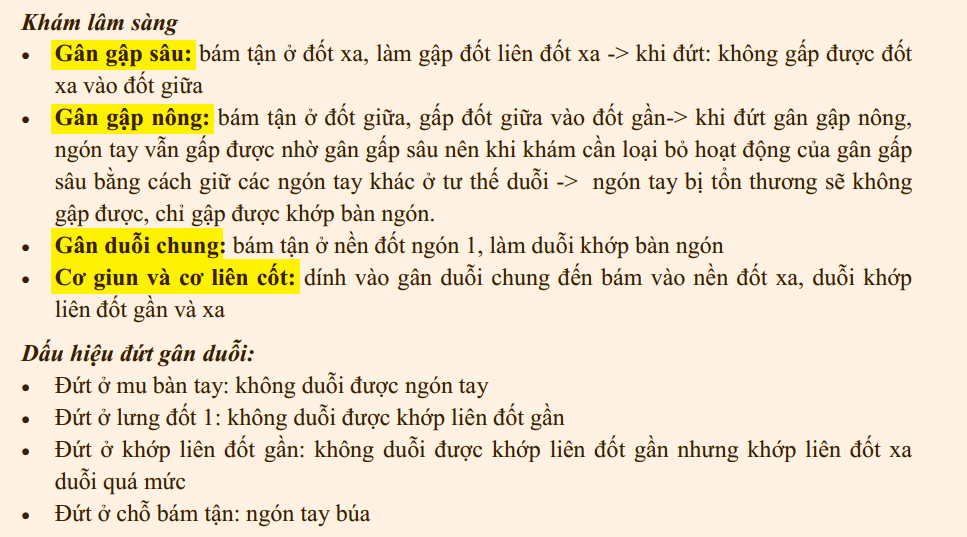 Khám lâm sàng
• Gân gập sâu: bám tận ở đốt xa, làm gập đốt liên đốt xa -> khi đứt: không gấp được đốt
xa vào đốt giữa
• Gân gập nông: bám tận ở đốt giữa, gấp đốt giữa vào đốt gần-> khi đứt gân gập nông,
ngón tay vẫn gấp được nhờ gân gấp sâu nên khi khám cần loại bỏ hoạt động của gân gấp
sâu bằng cách giữ các ngón tay khác ở tư thế duỗi -> ngón tay bị tổn thương sẽ không
gập được, chỉ gập được khớp bàn ngón.
• Gân duỗi chung: bám tận ở nền đốt ngón 1, làm duỗi khớp bàn ngón
• Cơ giun và cơ liên cốt: dính vào gân duỗi chung đến bám vào nền đốt xa, duỗi khớp
liên đốt gần và xa
Dấu hiệu đứt gân duỗi:
• Đứt ở mu bàn tay: không duỗi được ngón tay
• Đứt ở lưng đốt 1: không duỗi được khớp liên đốt gần
• Đứt ở khớp liên đốt gần: không duỗi được khớp liên đốt gần nhưng khớp liên đốt xa
duỗi quá mức
• Đứt ở chỗ bám tận: ngón tay búa